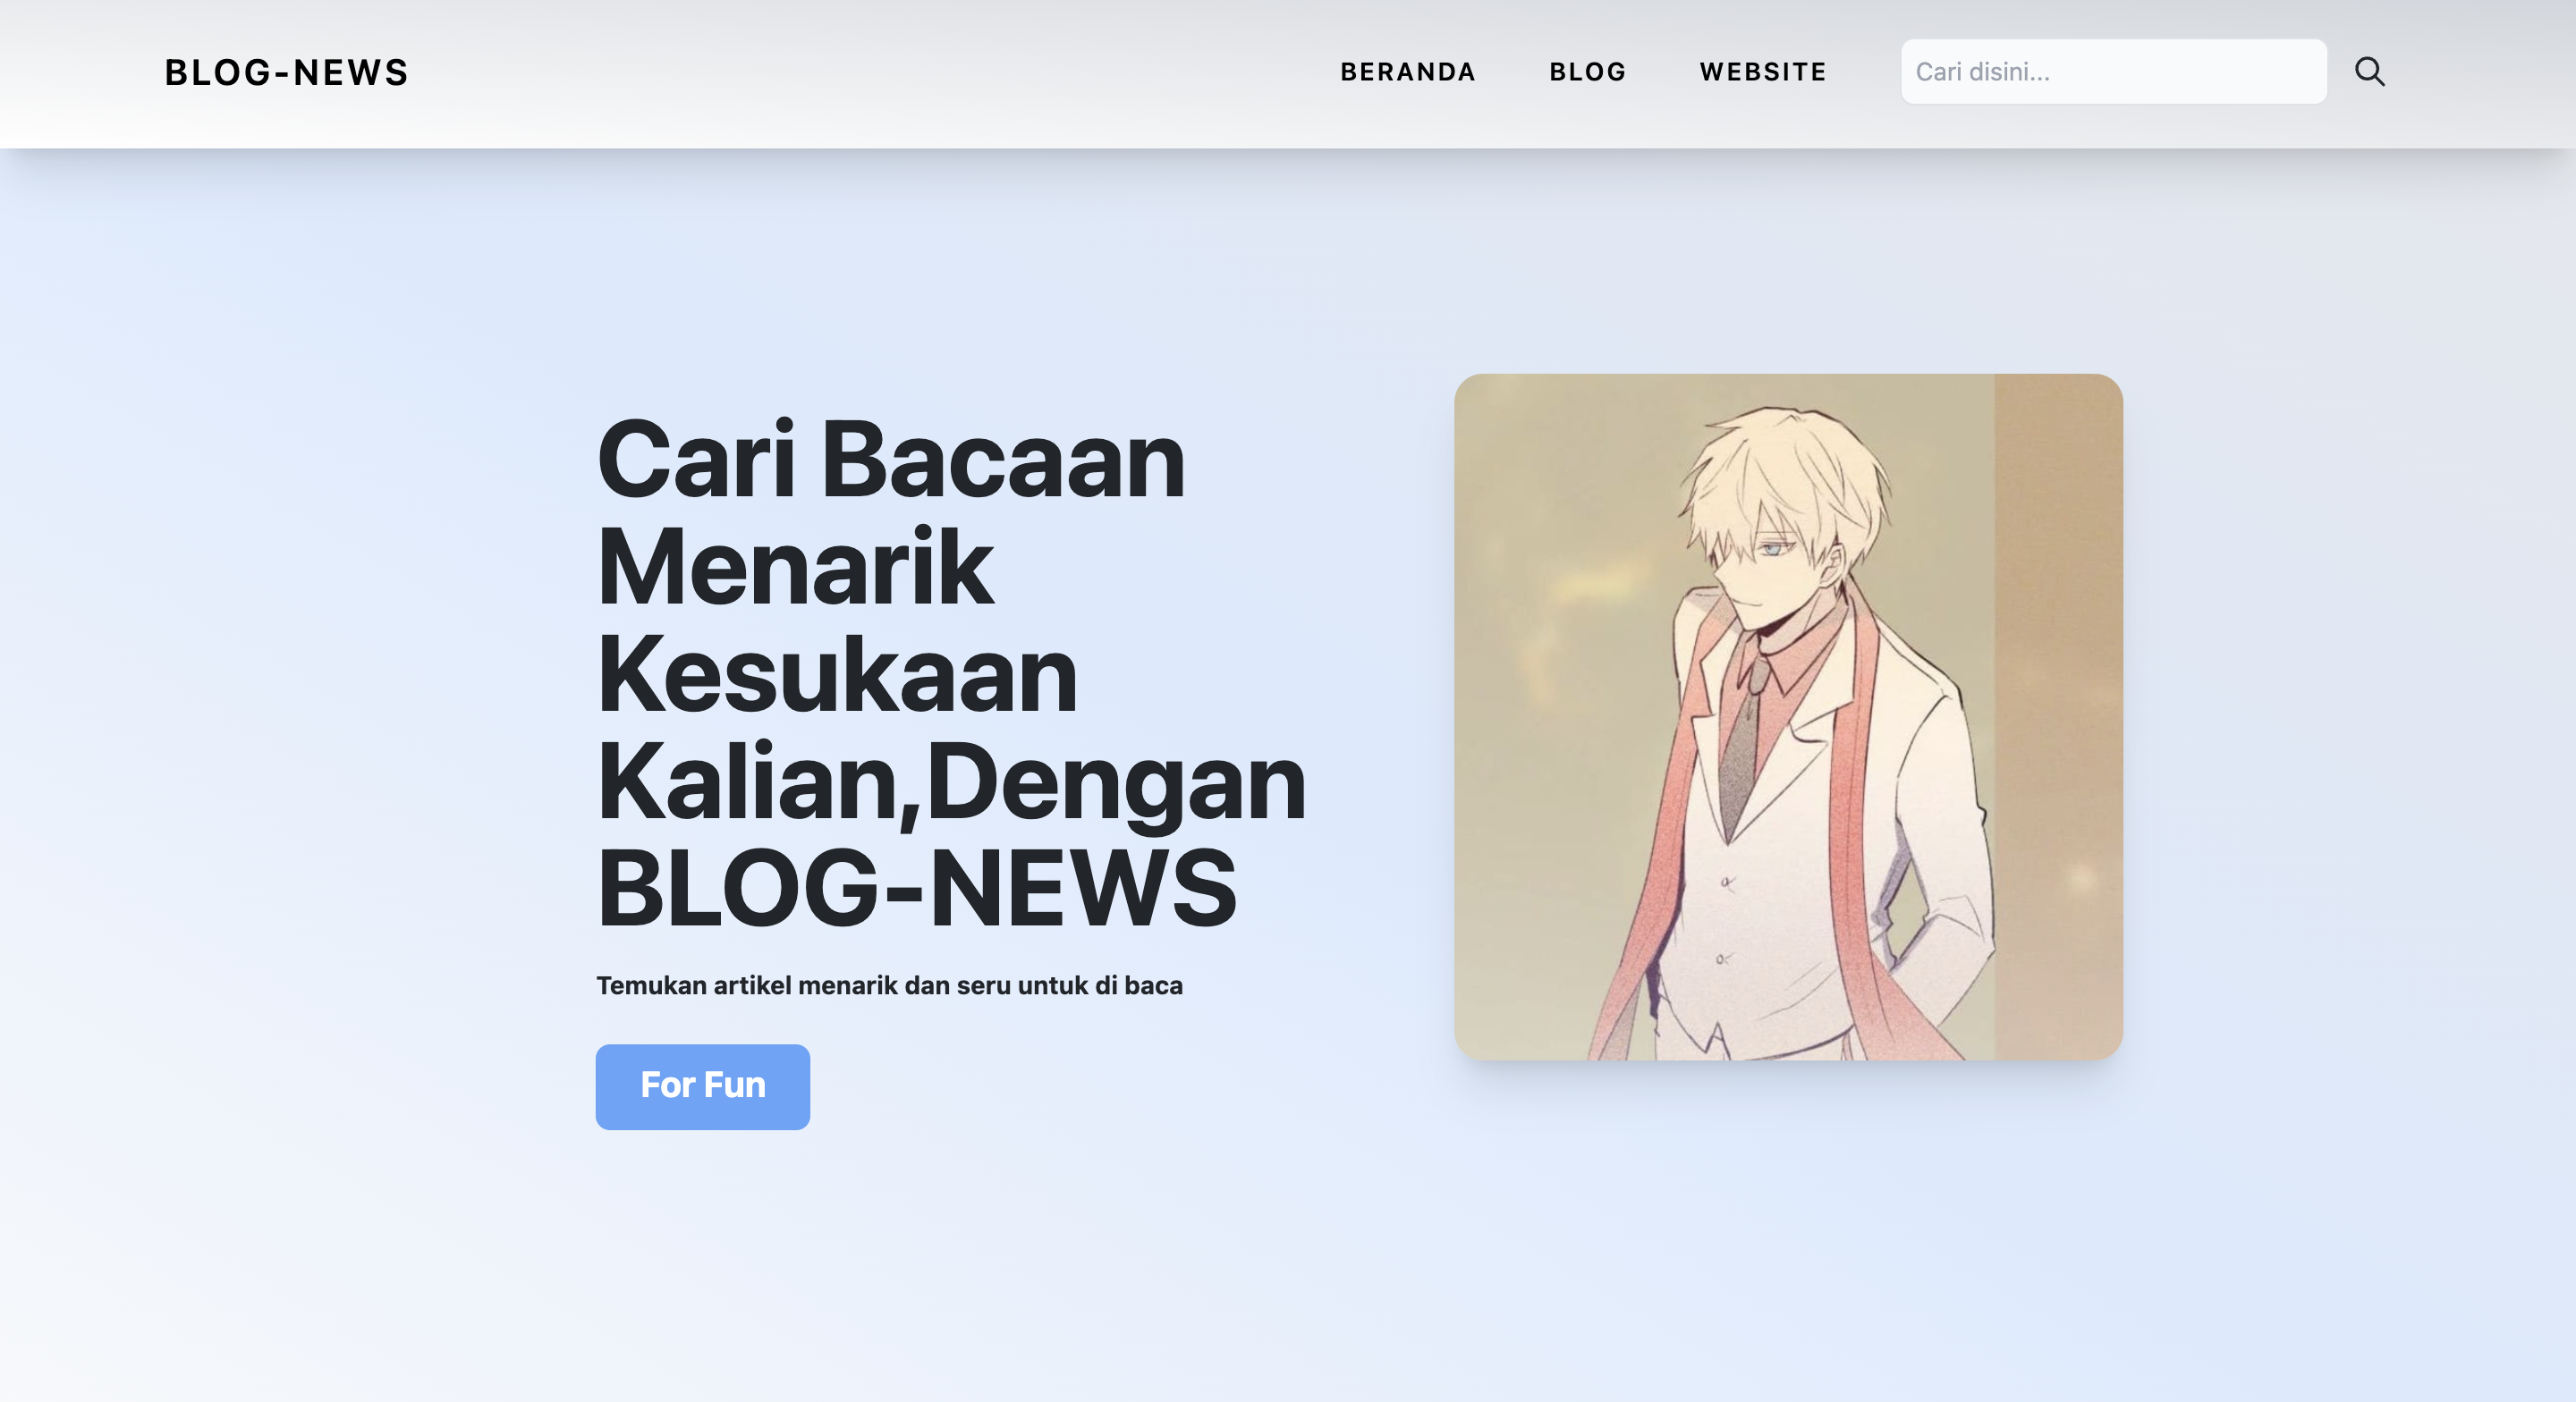 BLOG-NEWS
BERANDA
BLOG
WEBSITE
Cari disini...
Cari Bacaan
Menarik
Kesukaan
Kalian,Dengan
BLOG-NEWS
Temukan artikel menarik dan seru untuk di baca
For Fun